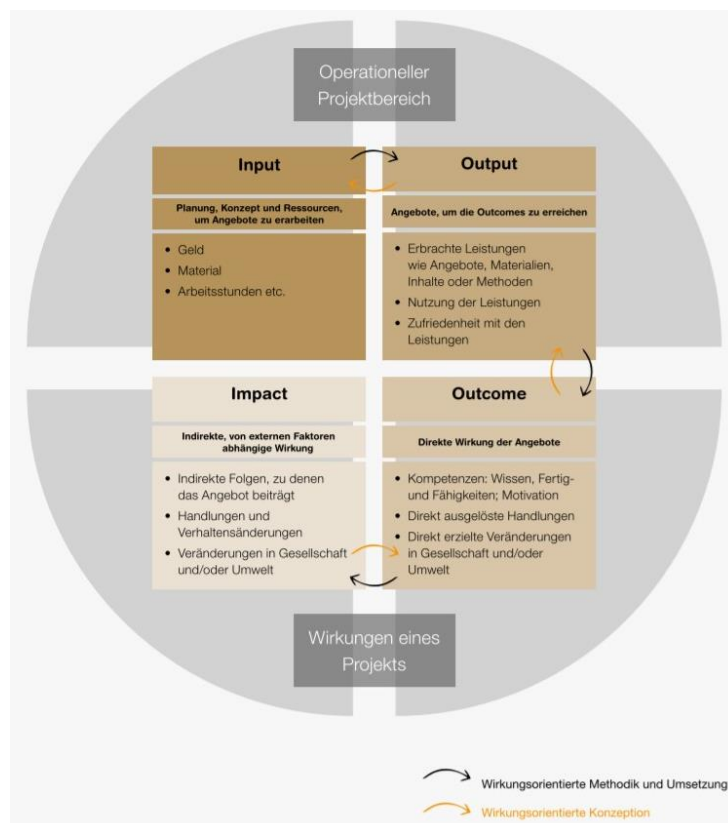 Operationeller
Projektbereich
Input
Planung, Konzept und Ressourcen,
um Angebote zu erarbeiten
• Geld
• Material
• Arbeitsstunden etc.
Output
Angebote, um die Outcomes zu erreichen
• Erbrachte Leistungen
wie Angebote, Materialien,
Inhalte oder Methoden
• Nutzung der Leistungen
• Zufriedenheit mit den
Leistungen
Impact
Indirekte, von externen Faktoren
abhängige Wirkung
• Indirekte Folgen, zu denen
das Angebot beiträgt
• Handlungen und
Verhaltensänderungen
• Veränderungen in Gesellschaft
und/oder Umwelt
Outcome
Direkte Wirkung der Angebote
• Kompetenzen: Wissen, Fertig-
und Fähigkeiten; Motivation
• Direkt ausgelöste Handlungen
• Direkt erzielte Veränderungen
in Gesellschaft und/oder
Umwelt
Wirkungen eines
Projekts
Wirkungsorientierte Methodik und Umsetzung
Wirkungsorientierte Konzeption